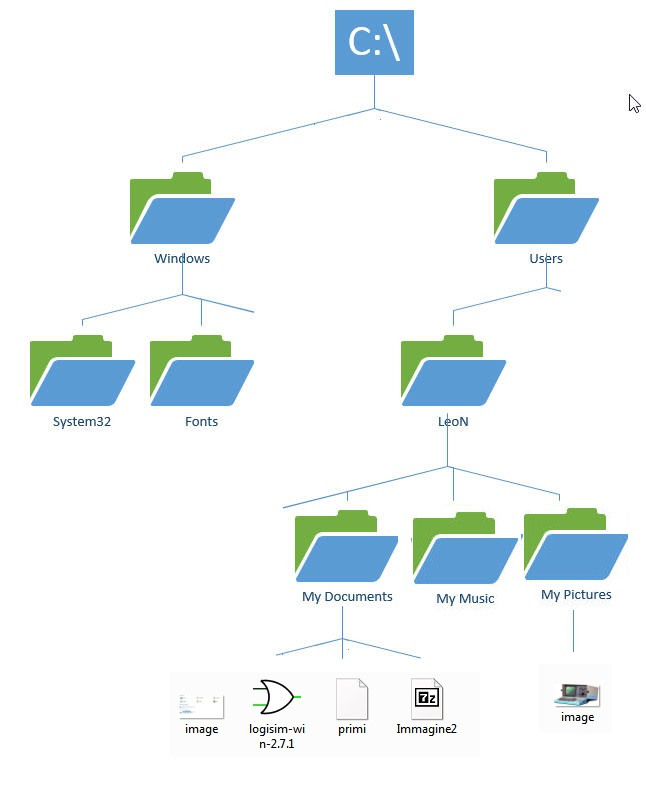 C:\
Windows
Users
System32
Fonts
LeoN
My Documents
My Music
My Pictures
image
logisim-wi
n-2.7.1
primi
7z
Immagine2
image